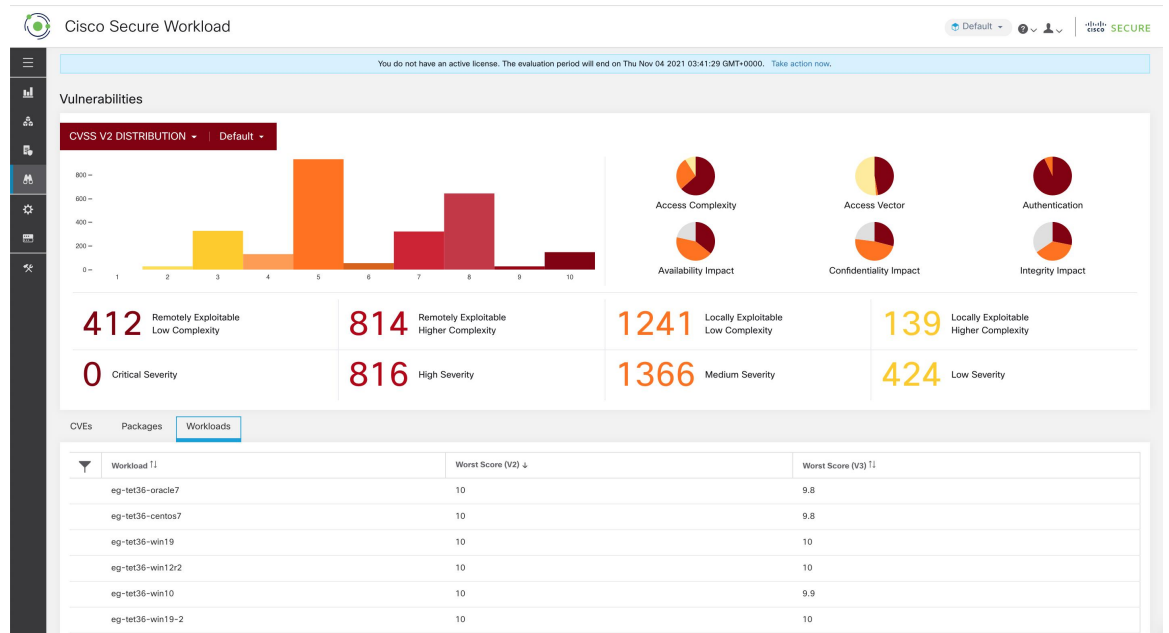 Cisco Secure Workload
Default
cisco SECURE
You do not have an active license. The evaluation period will end on Thu Nov 04 2021 03:41:29 GMT+0000. Take action now.
Vulnerabilities
CVSS V2 DISTRIBUTION Default
800
600
400
200
0
1 2 3 4 5 6 7 8 9 10
Access Complexity
Access Vector
Authentication
Availability Impact
Confidentiality Impact
Integrity Impact
412 Remotely Exploitable
Low Complexity
814 Remotely Exploitable
Higher Complexity
1241 Locally Exploitable
Low Complexity
139 Locally Exploitable
Higher Complexity
0 Critical Severity
816 High Severity
1366 Medium Severity
424 Low Severity
CVEs Packages Workloads
Workload Worst Score (V2) Worst Score (V3)
eg-tet36-oracle7 10 9.8
eg-tet36-centos7 10 9.8
eg-tet36-win19 10 10
eg-tet36-win12r2 10 10
eg-tet36-win10 10 9.9
eg-tet36-win19-2 10 10